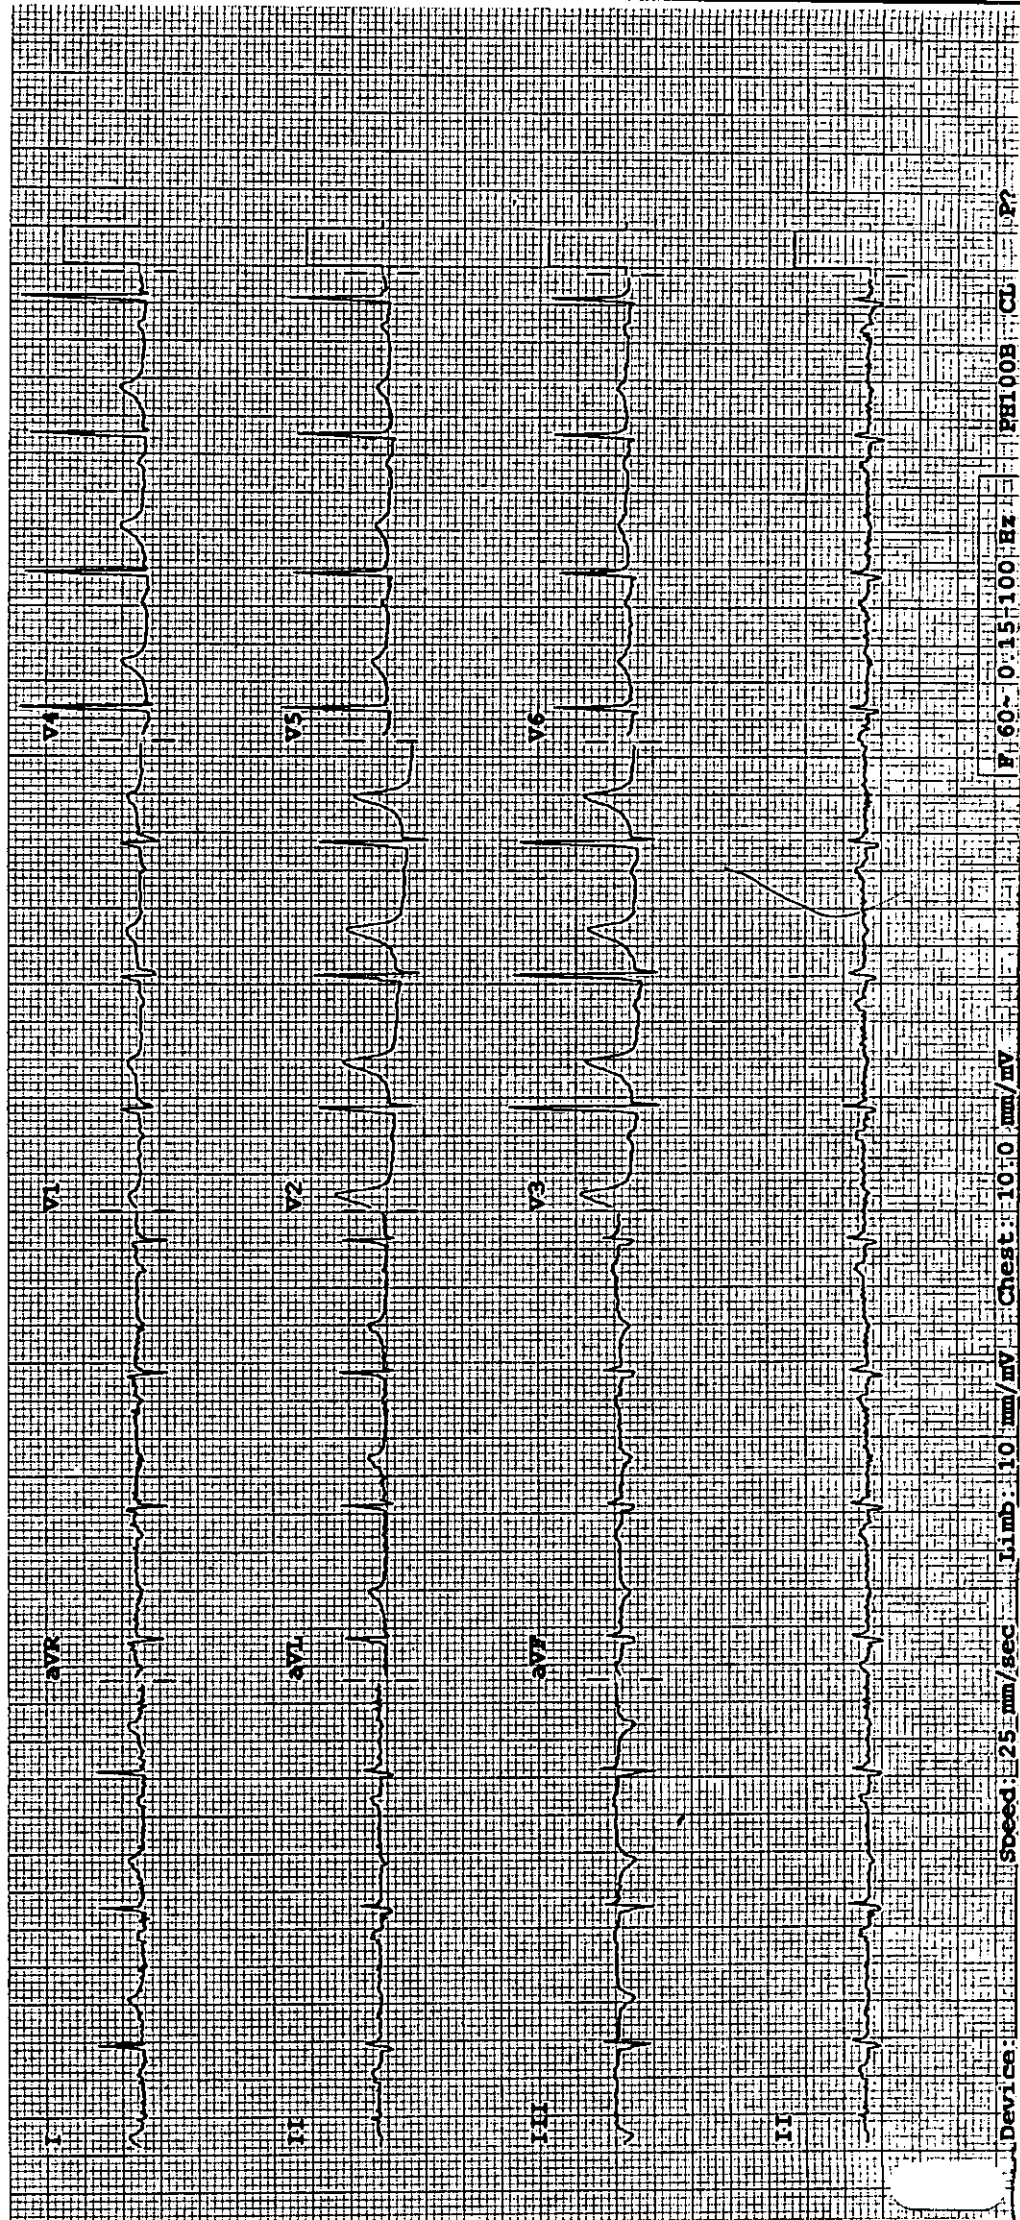 I aVR V1 V4
II aVL V2 V5
III aVF V3 V6
II
Device: Speed: 25 mm/sec Limb: 10 mm/mV Chest: 10.0 mm/mV F 60~ 0.15-100 Hz PH100B CL P?